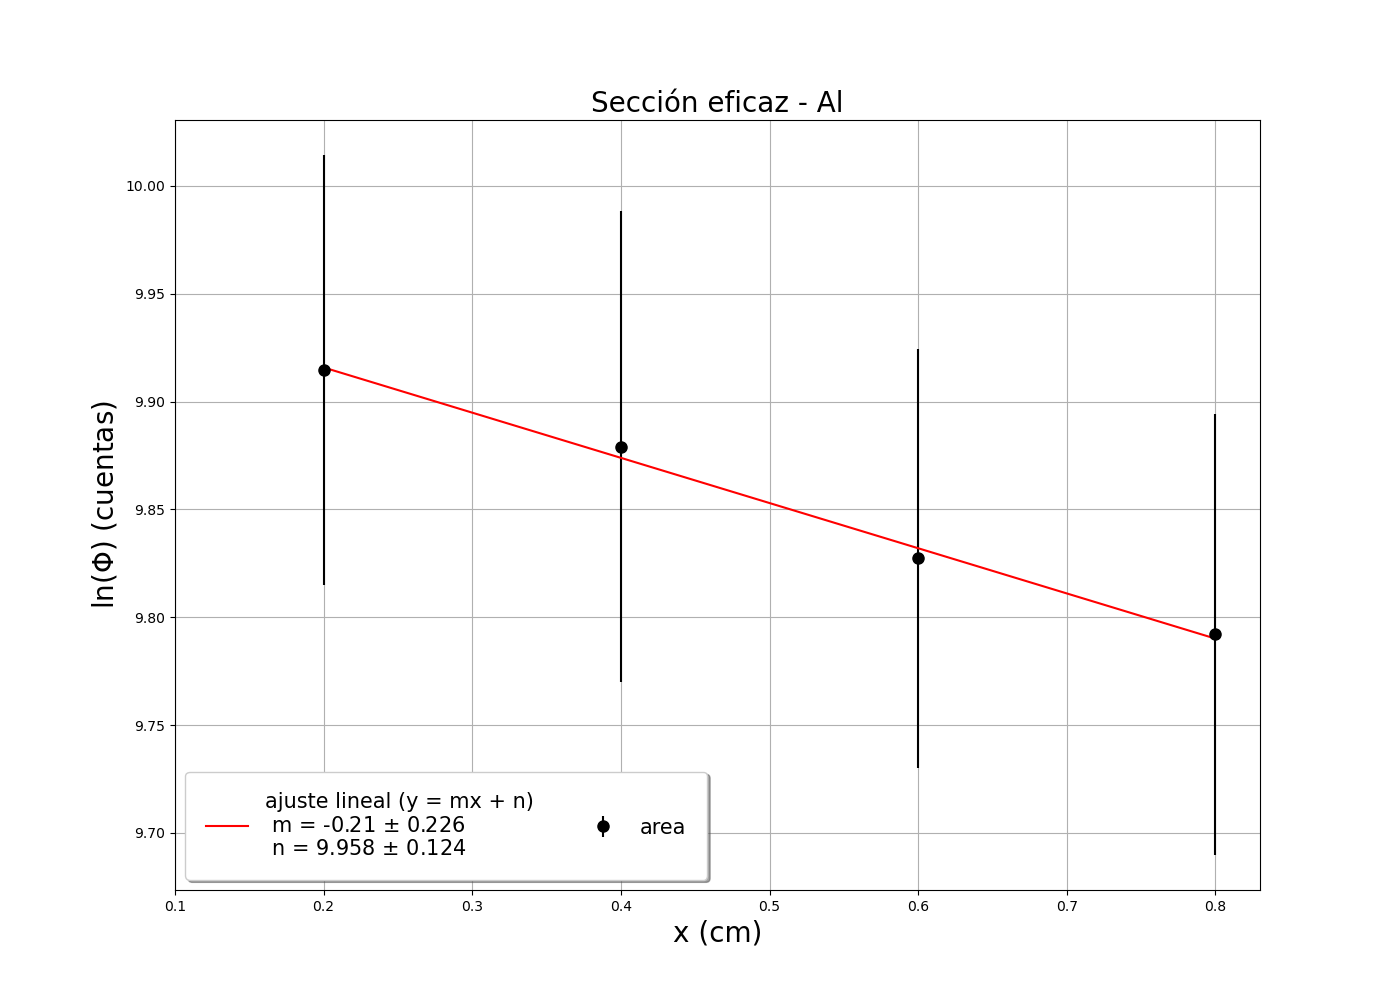 Sección eficaz - Al
ln(Φ) (cuentas)
10.00
9.95
9.90
9.85
9.80
9.75
9.70
ajuste lineal (y = mx + n)
m = -0.21 ± 0.226
n = 9.958 ± 0.124
area
0.1 0.2 0.3 0.4 0.5 0.6 0.7 0.8
x (cm)